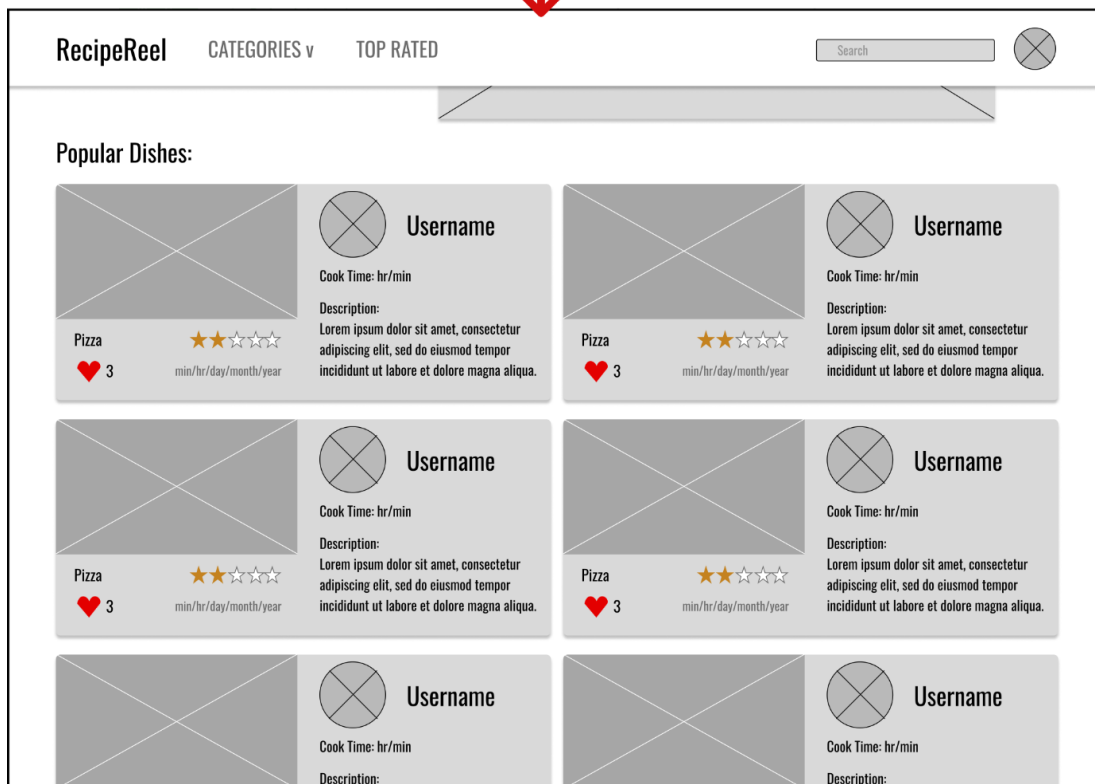 RecipeReel CATEGORIES v TOP RATED Search
Popular Dishes:
Username
Cook Time: hr/min
Description:
Lorem ipsum dolor sit amet, consectetur
adipiscing elit, sed do eiusmod tempor
incididunt ut labore et dolore magna aliqua.
Pizza
3 min/hr/day/month/year
Username
Cook Time: hr/min
Description:
Lorem ipsum dolor sit amet, consectetur
adipiscing elit, sed do eiusmod tempor
incididunt ut labore et dolore magna aliqua.
Pizza
3 min/hr/day/month/year
Username
Cook Time: hr/min
Description:
Lorem ipsum dolor sit amet, consectetur
adipiscing elit, sed do eiusmod tempor
incididunt ut labore et dolore magna aliqua.
Pizza
3 min/hr/day/month/year
Username
Cook Time: hr/min
Description:
Lorem ipsum dolor sit amet, consectetur
adipiscing elit, sed do eiusmod tempor
incididunt ut labore et dolore magna aliqua.
Pizza
3 min/hr/day/month/year
Username
Cook Time: hr/min
Description:
Username
Cook Time: hr/min
Description: